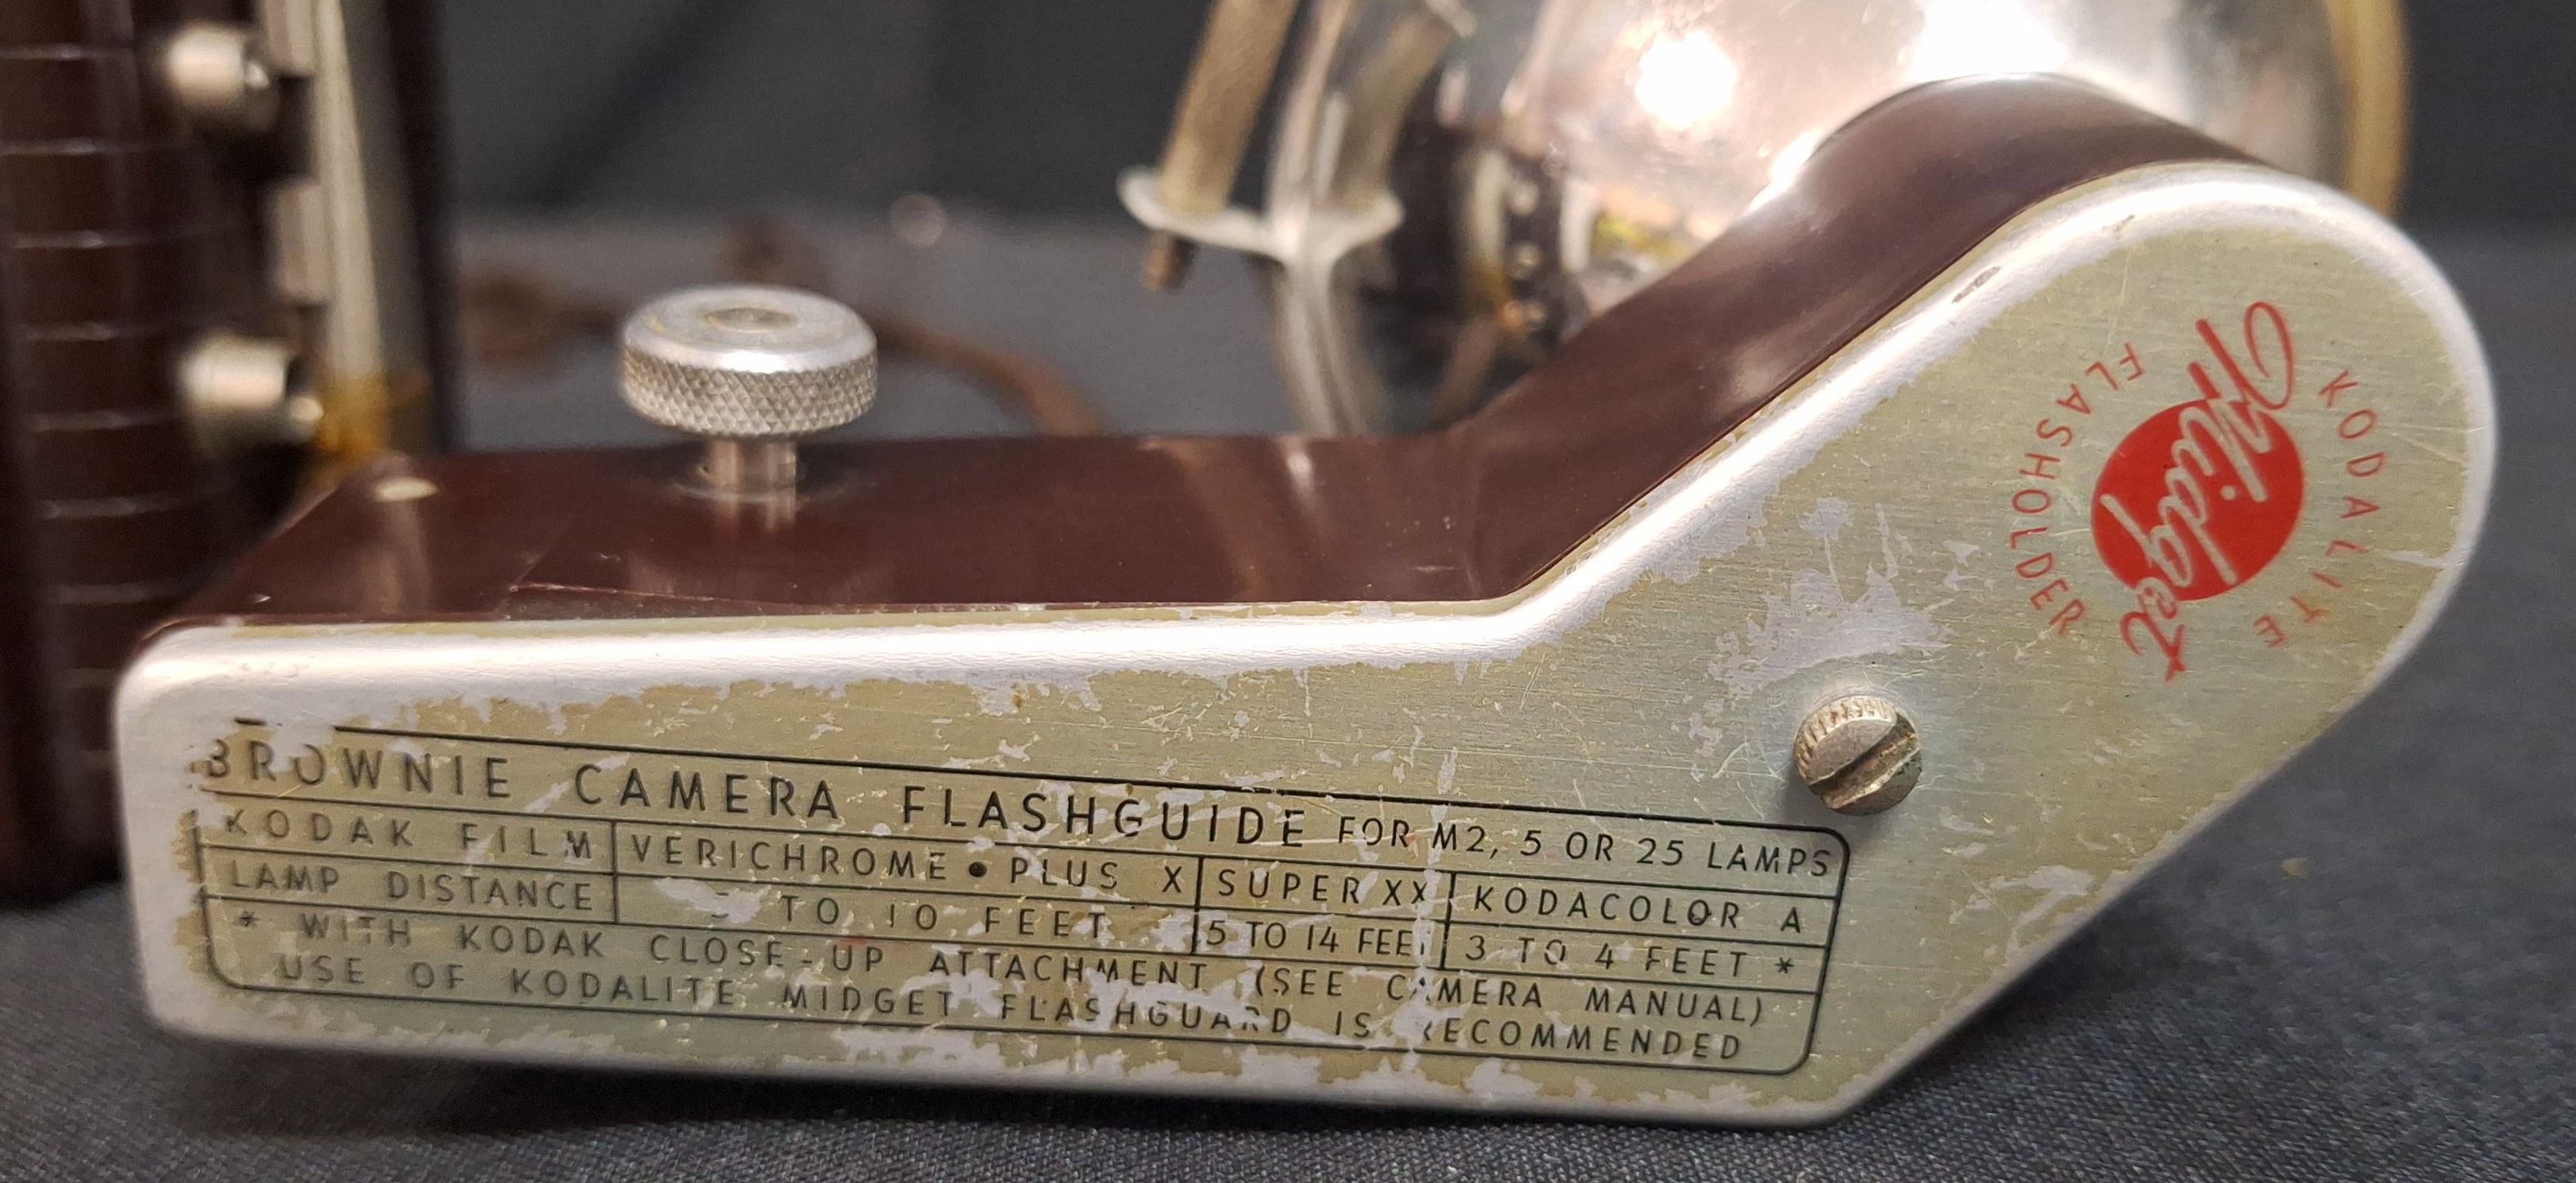 BROWNIE CAMERA FLASHGUIDE FOR M2, 5 OR 25 LAMPS
KODAK FILM VERICHROME • PLUS X SUPER XX KODACOLOR A
LAMP DISTANCE TO 10 FEET 5 TO 14 FEET 3 TO 4 FEET *
* WITH KODAK CLOSE-UP ATTACHMENT (SEE CAMERA MANUAL)
USE OF KODALITE MIDGET FLASHGUARD IS RECOMMENDED
KODALITE
Midget
FLASHOLDER